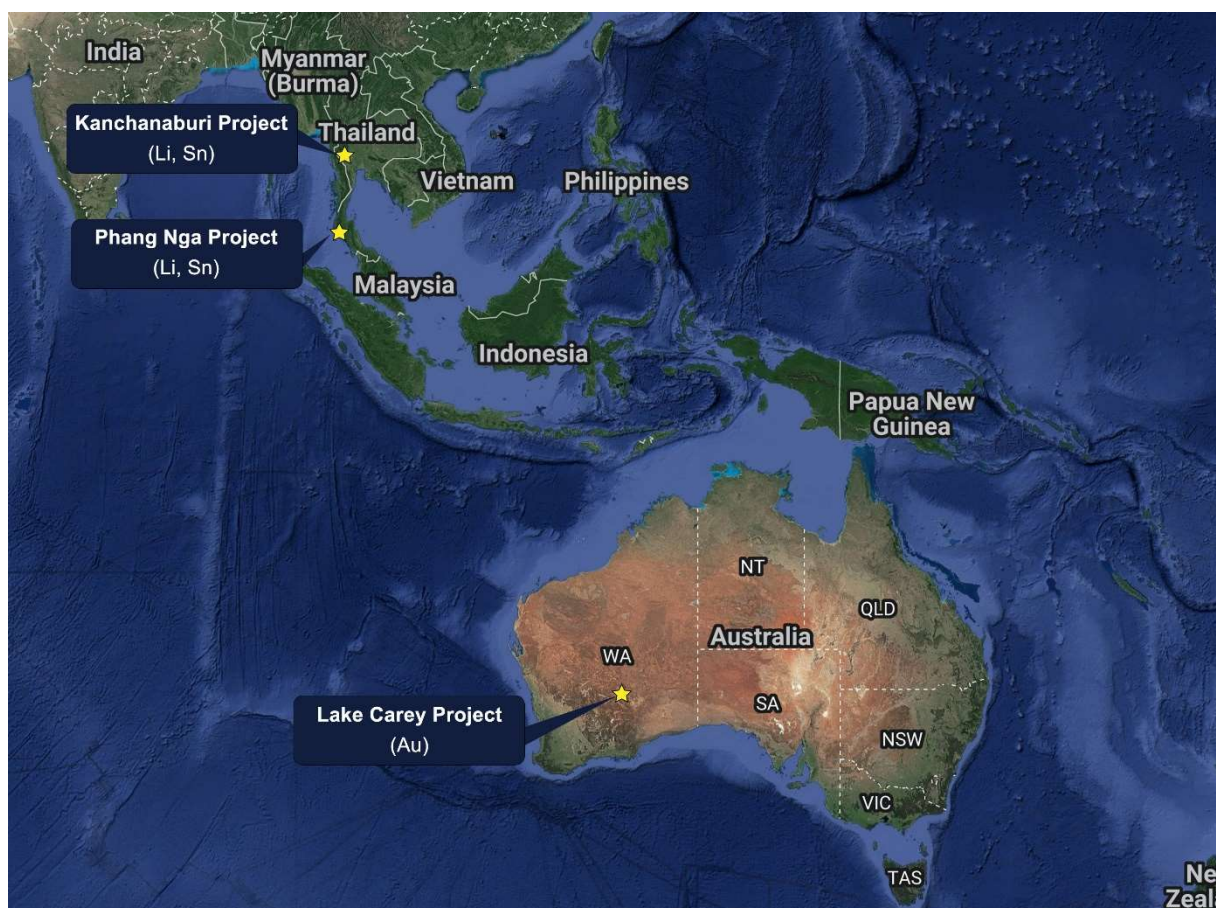 India
Myanmar
(Burma)
Kanchanaburi Project
(Li, Sn)
Thailand
Vietnam
Philippines
Phang Nga Project
(Li, Sn)
Malaysia
Indonesia
Papua New
Guinea
NT
QLD
Australia
WA
SA
Lake Carey Project
(Au)
NSW
VIC
TAS
Ne
Zeala